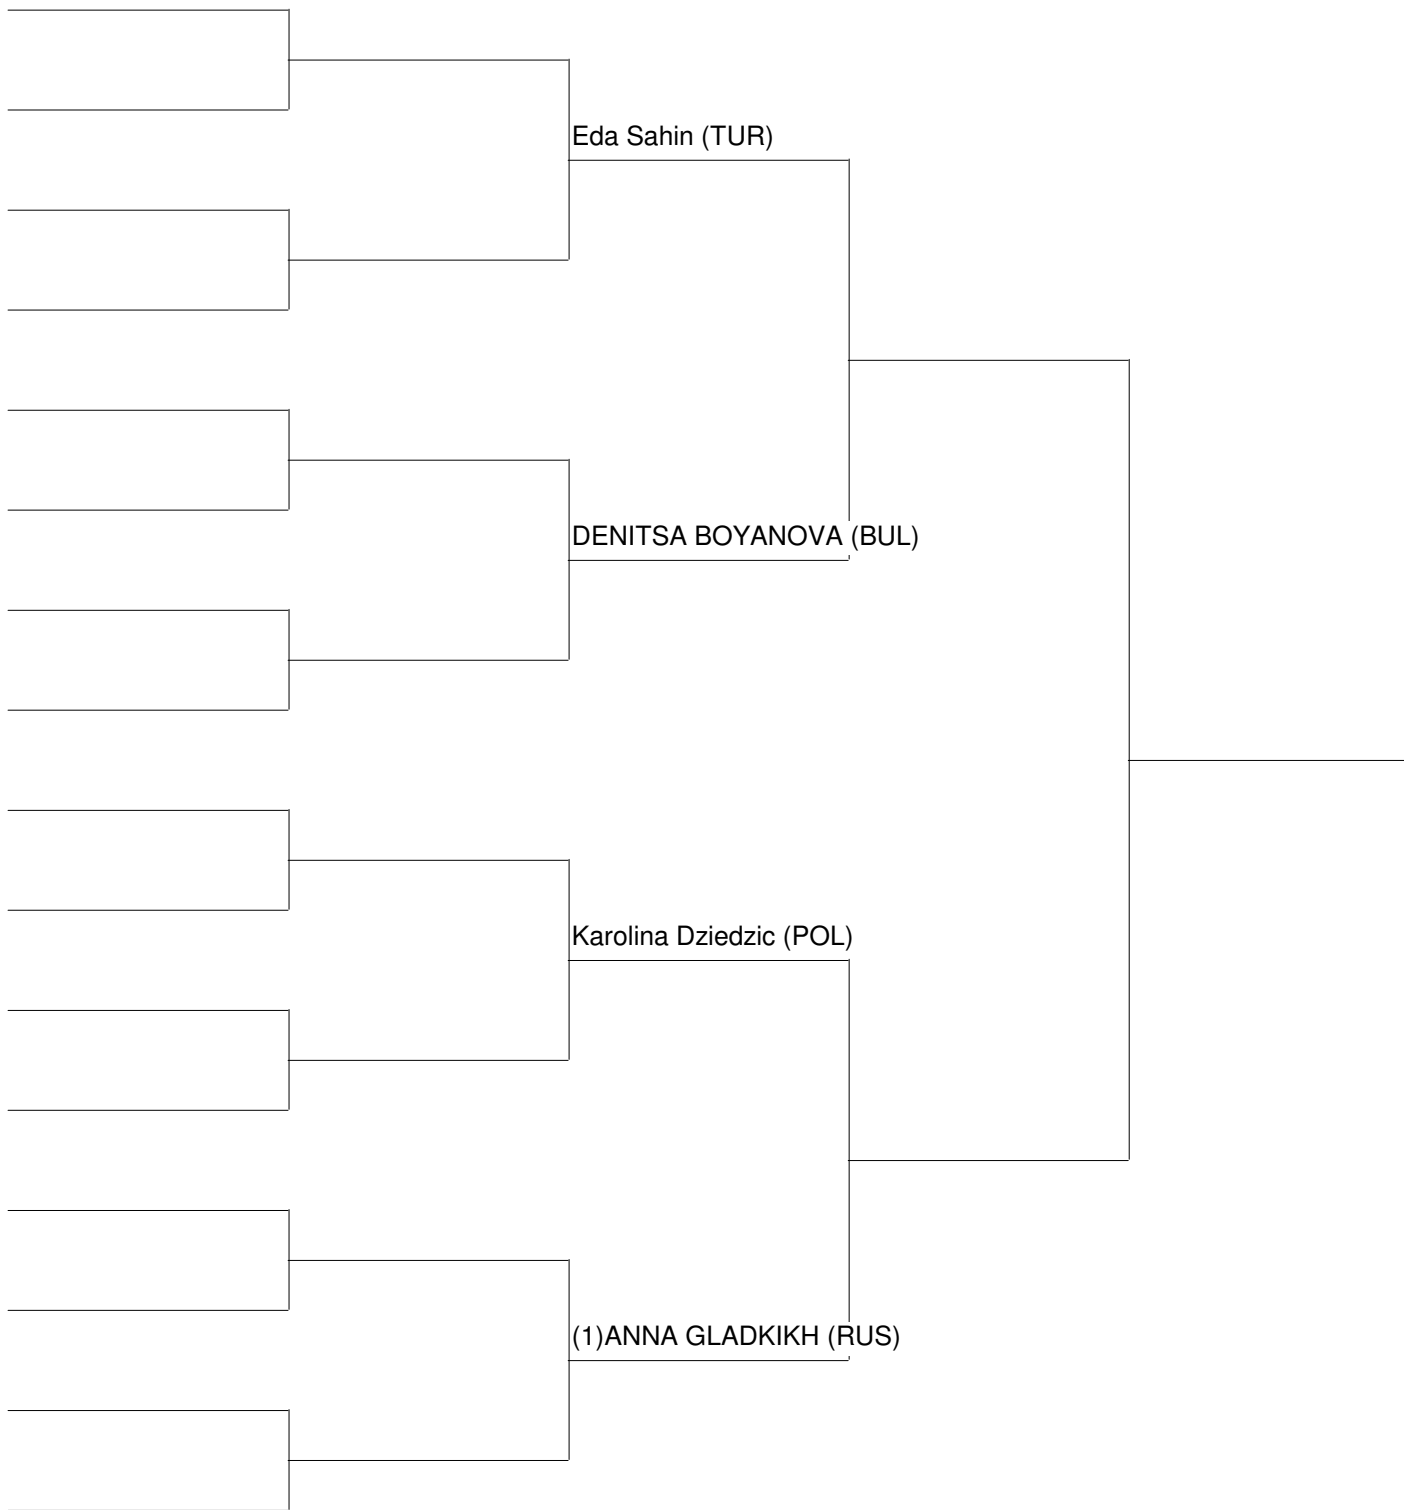 Eda Sahin (TUR)
DENITSA BOYANOVA (BUL)
Karolina Dziedzic (POL)
(1)ANNA GLADKIKH (RUS)